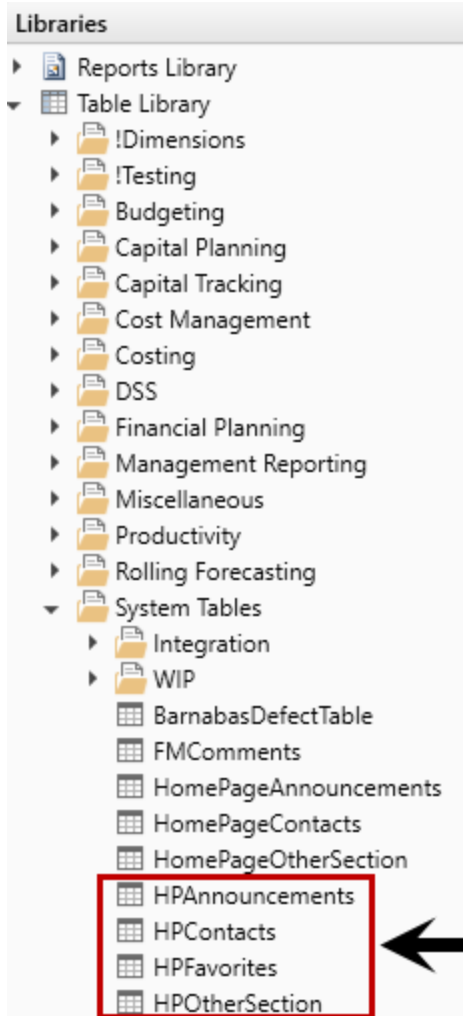 Libraries
Reports Library
Table Library
!Dimensions
!Testing
Budgeting
Capital Planning
Capital Tracking
Cost Management
Costing
DSS
Financial Planning
Management Reporting
Miscellaneous
Productivity
Rolling Forecasting
System Tables
Integration
WIP
BarnabasDefectTable
FMComments
HomePageAnnouncements
HomePageContacts
HomePageOtherSection
HPAnnouncements
HPContacts
HPFavorites
HPOtherSection